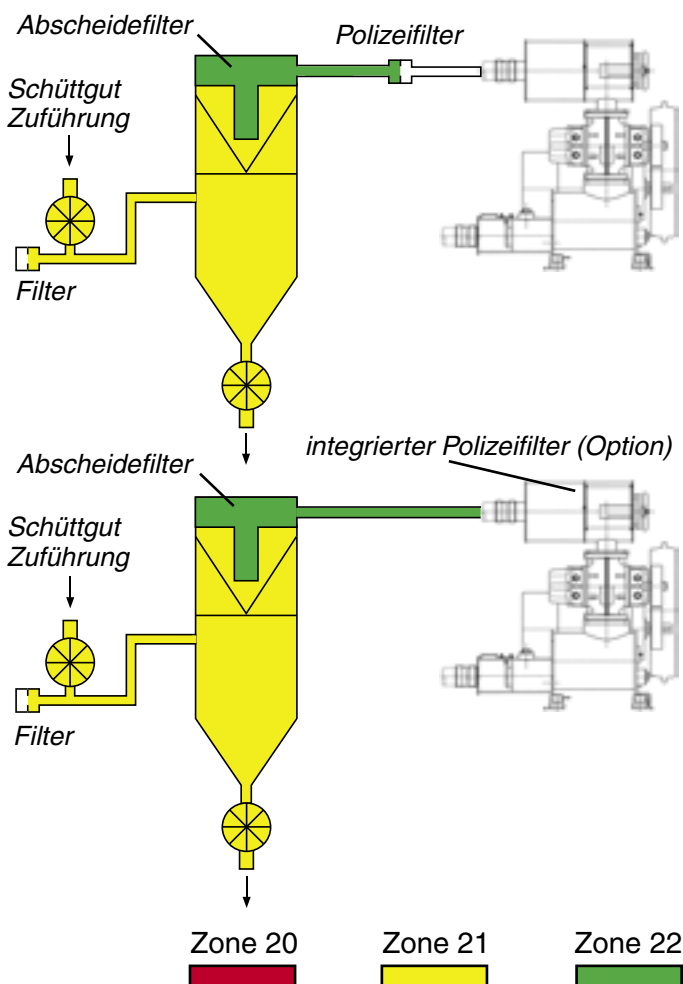 Abscheidefilter
Polizeifilter
Schüttgut
Zuführung
Filter
Abscheidefilter
integrierter Polizeifilter (Option)
Schüttgut
Zuführung
Filter
Zone 20
Zone 21
Zone 22